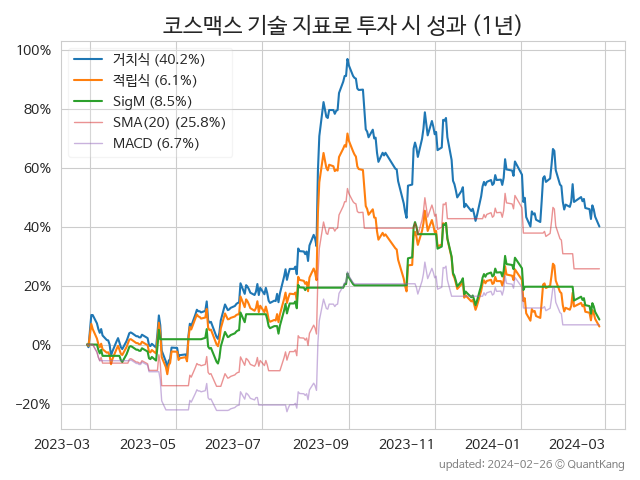 코스맥스 기술 지표로 투자 시 성과 (1년)
거치식 (40.2%)
적립식 (6.1%)
SigM (8.5%)
SMA(20) (25.8%)
MACD (6.7%)
100%
80%
60%
40%
20%
0%
−20%
2023-03 2023-05 2023-07 2023-09 2023-11 2024-01 2024-03
updated: 2024-02-26 © QuantKang